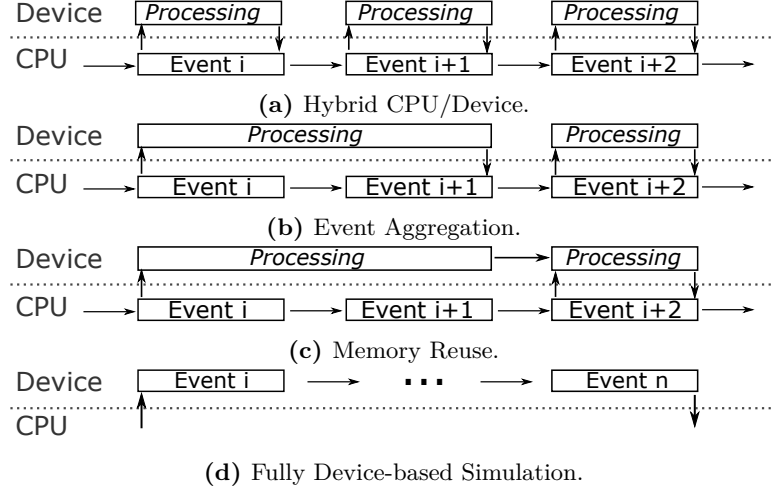 Device Processing Processing Processing
CPU Event i Event i+1 Event i+2
(a) Hybrid CPU/Device.
Device Processing Processing
CPU Event i Event i+1 Event i+2
(b) Event Aggregation.
Device Processing Processing
CPU Event i Event i+1 Event i+2
(c) Memory Reuse.
Device Event i ... Event n
CPU
(d) Fully Device-based Simulation.